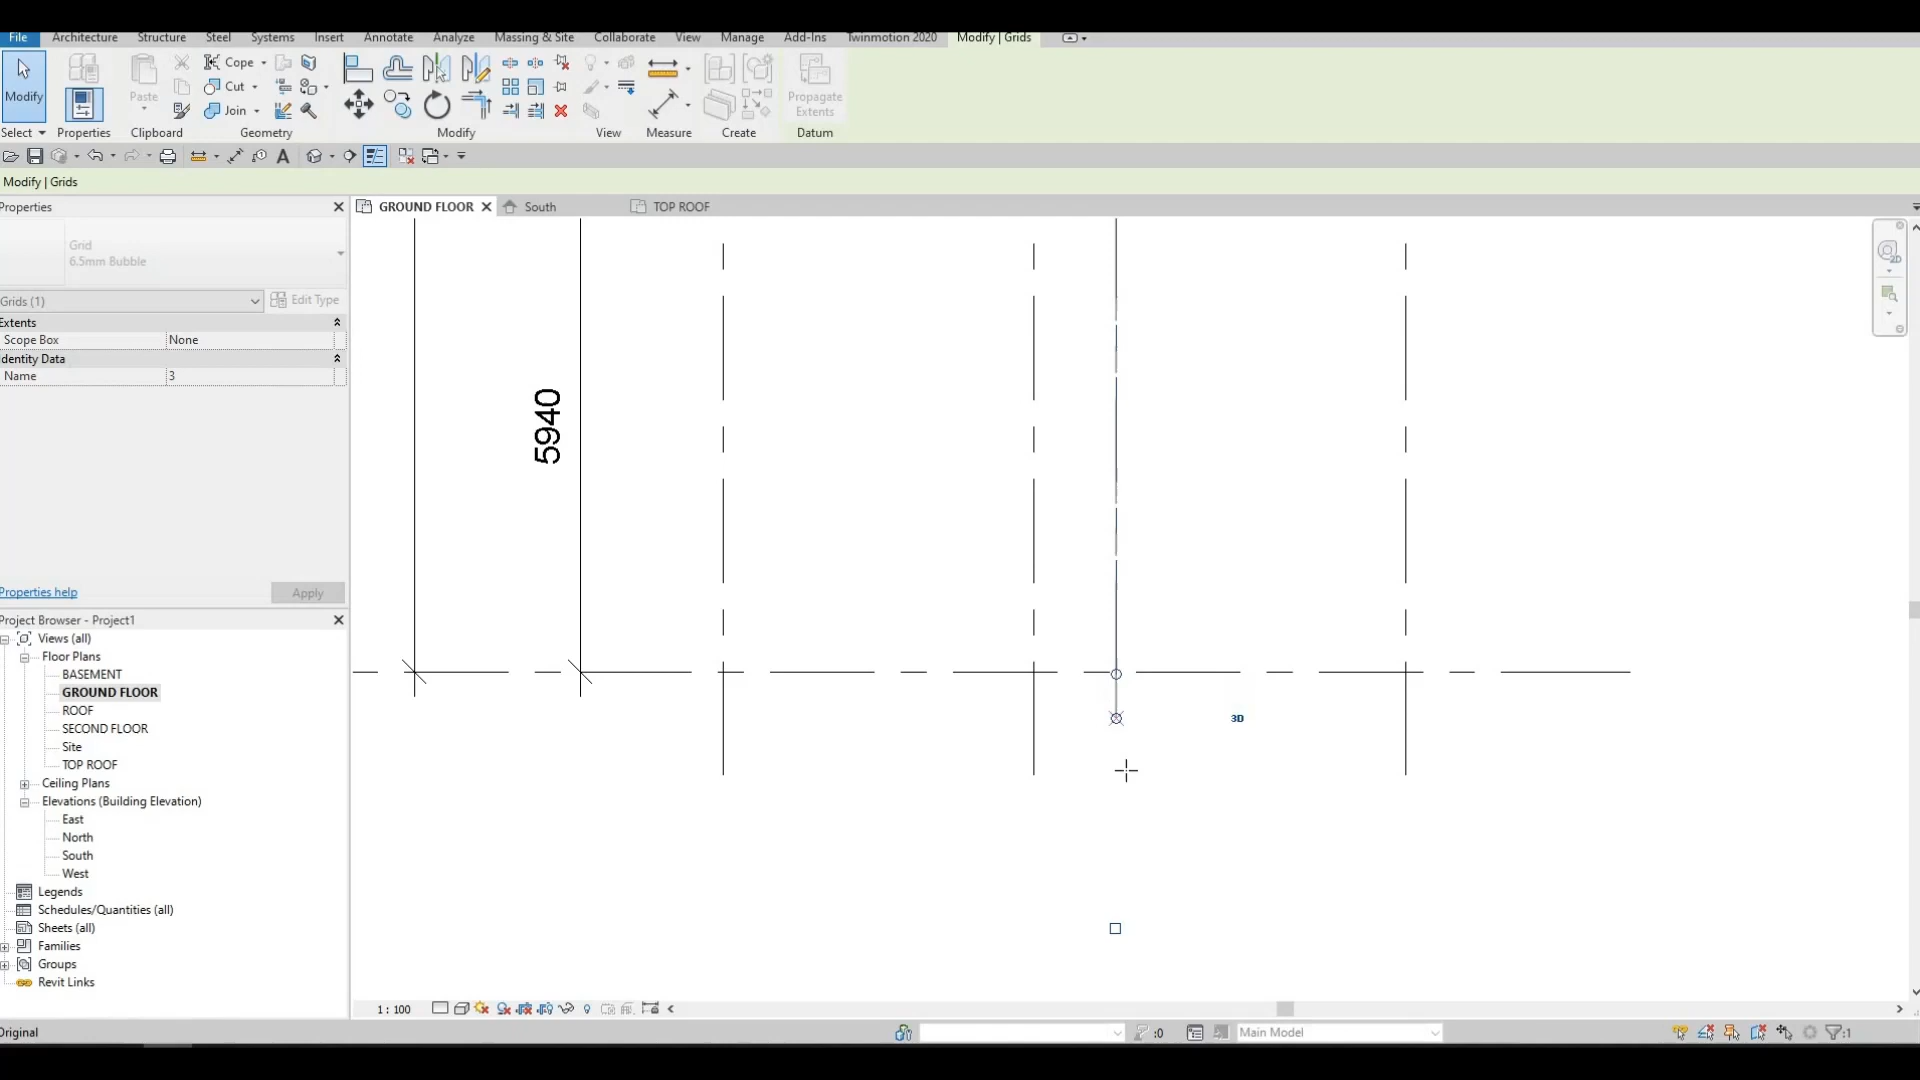 File Architecture Structure Steel Systems Insert Annotate Analyze Massing & Site Collaborate View Manage Add-Ins Twinmotion 2020 Modify | Grids
Modify Paste Cope Cut Join Propagate Extents
Select Properties Clipboard Geometry Modify View Measure Create Datum
Modify | Grids
Properties
GROUND FLOOR South TOP ROOF
Grid
6.5mm Bubble
Grids (1) Edit Type
Extents
Scope Box None
dentity Data
Name 3
5940
3D
Properties help Apply
Project Browser - Project1
Views (all)
Floor Plans
BASEMENT
GROUND FLOOR
ROOF
SECOND FLOOR
Site
TOP ROOF
Ceiling Plans
Elevations (Building Elevation)
East
North
South
West
Legends
Schedules/Quantities (all)
Sheets (all)
Families
Groups
Revit Links
1 : 100
Original :0 Main Model :1